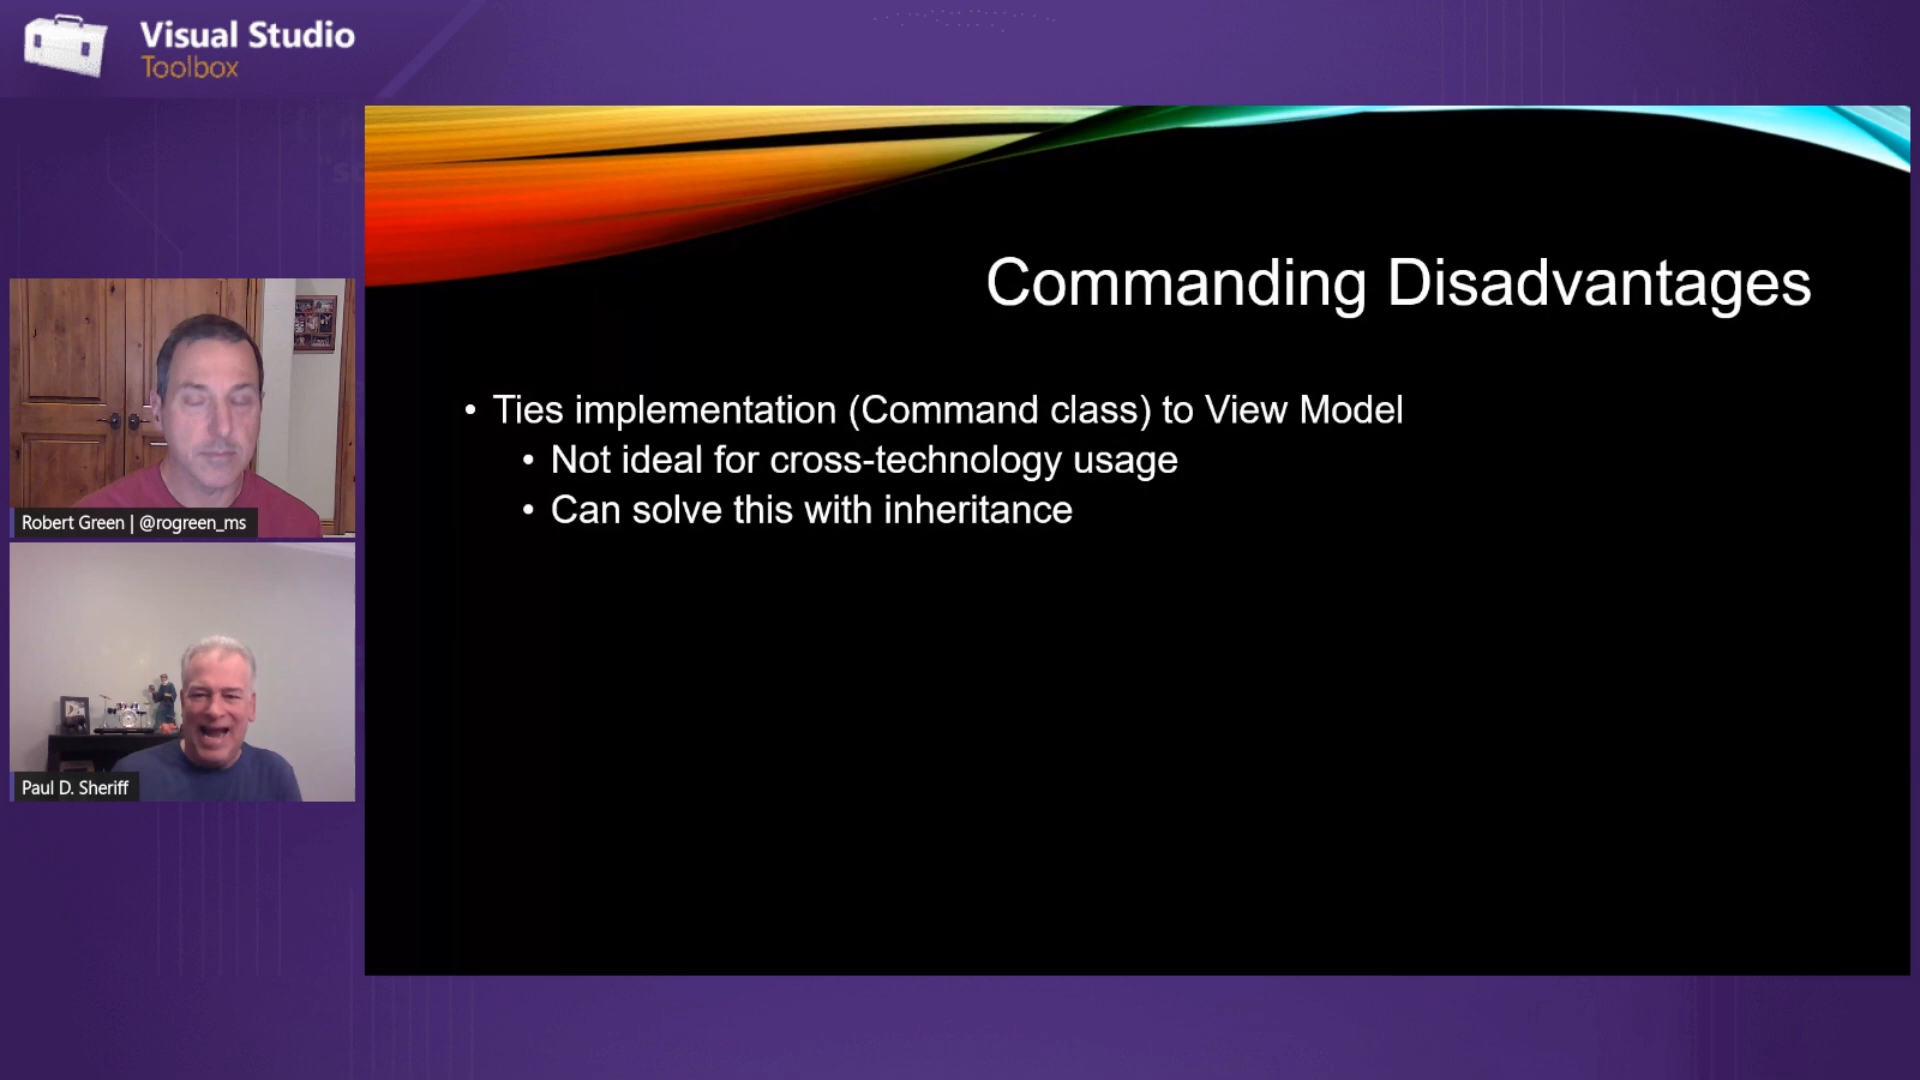 Visual Studio
Toolbox
Commanding Disadvantages
• Ties implementation (Command class) to View Model
• Not ideal for cross-technology usage
• Can solve this with inheritance
Robert Green | @rogreen_ms
Paul D. Sheriff